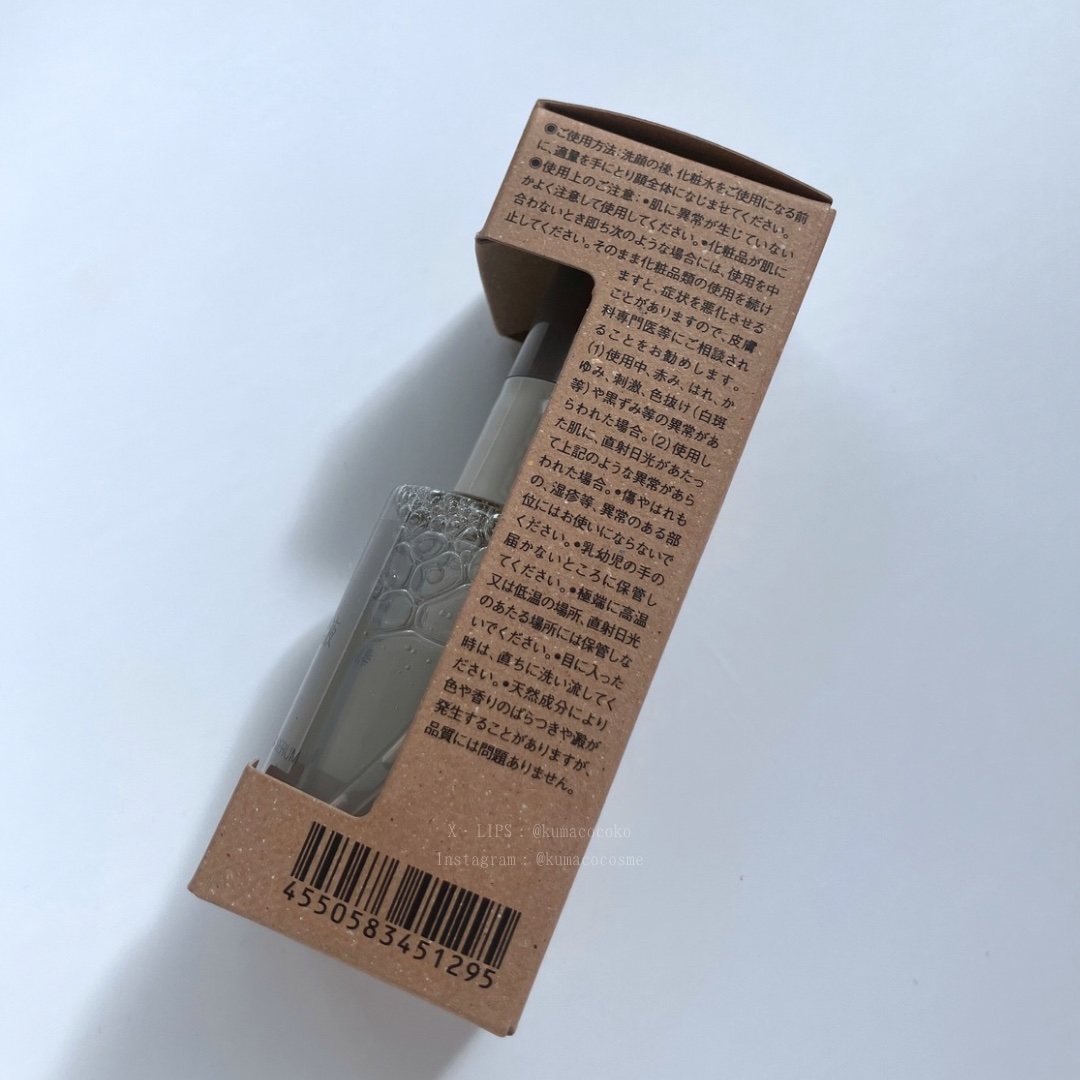 ◉ご使用方法：洗顔の後、化粧水をご使用になる前
に、適量を手にとり顔全体になじませてください。
◉使用上のご注意：●肌に異常が生じていない
かよく注意して使用してください。●化粧品が肌に
合わないとき即ち次のような場合には、使用を中
止してください。そのまま化粧品類の使用を続け
ますと、症状を悪化させる
ことがありますので、皮膚
科専門医等にご相談され
ることをお勧めします。
(1)使用中、赤み、はれ、か
ゆみ、刺激、色抜け（白斑
等）や黒ずみ等の異常があ
らわれた場合。(2)使用し
た肌に、直射日光があたっ
て上記のような異常があら
われた場合。●傷やはれも
の、湿疹等、異常のある部
位にはお使いにならないで
ください。●乳幼児の手の
届かないところに保管し
てください。●極端に高温
又は低温の場所、直射日光
のあたる場所には保管しな
いでください。●目に入った
時は、直ちに洗い流してく
ださい。●天然成分により
色や香りのばらつきや澱が
発生することがありますが、
品質には問題ありません。
X・LIPS：@kumacocoko
Instagram：@kumacocosme
4550583451295